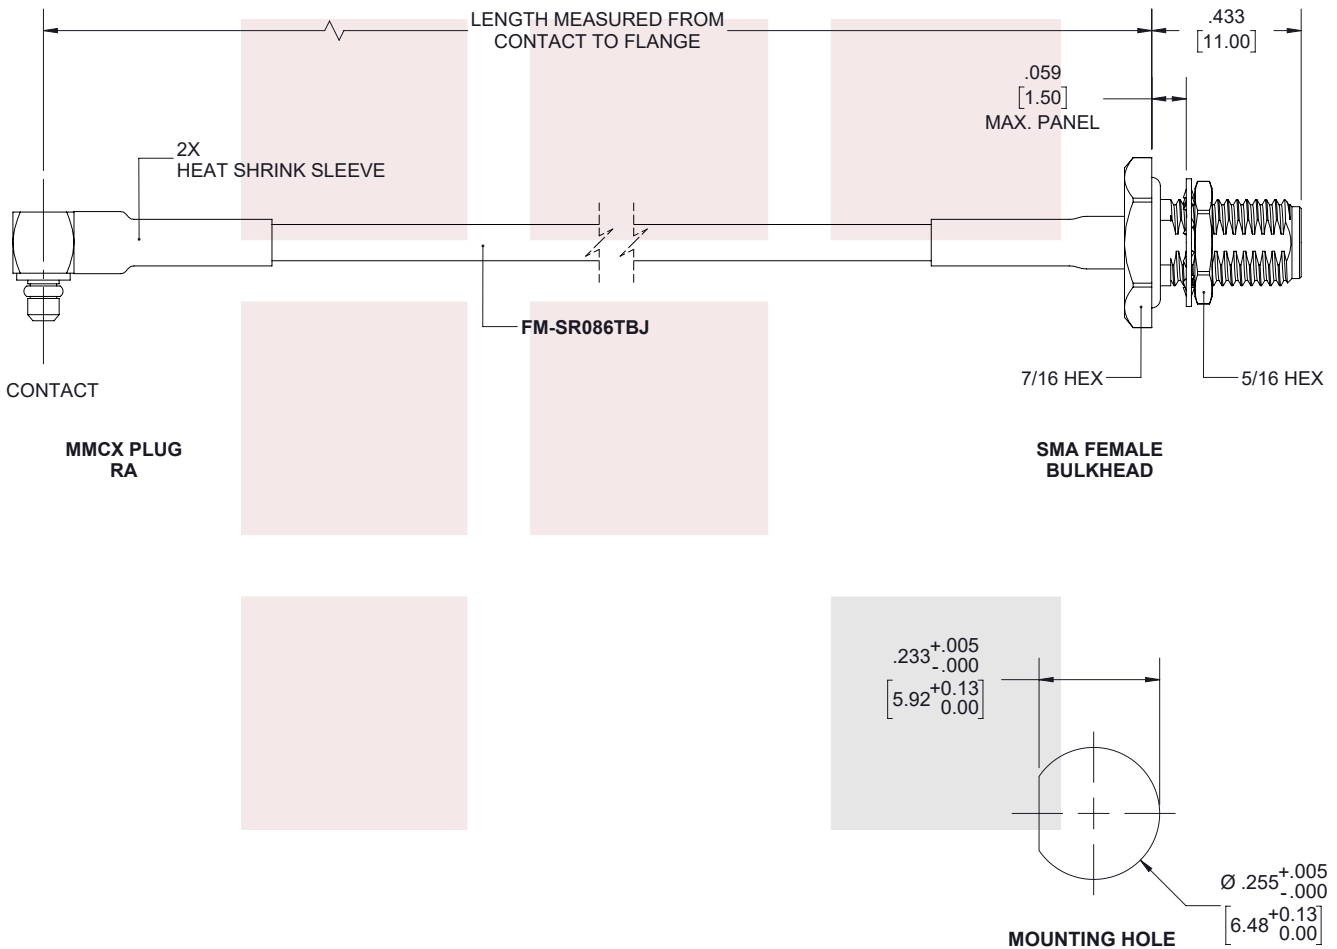 LENGTH MEASURED FROM
CONTACT TO FLANGE
.433
[11.00]
.059
[1.50]
MAX. PANEL
2X
HEAT SHRINK SLEEVE
FM-SR086TBJ
7/16 HEX
5/16 HEX
CONTACT
MMCX PLUG
RA
SMA FEMALE
BULKHEAD
.233 +.005
-.000
[5.92 +0.13
0.00]
Ø .255 +.005
-.000
[6.48 +0.13
0.00]
MOUNTING HOLE